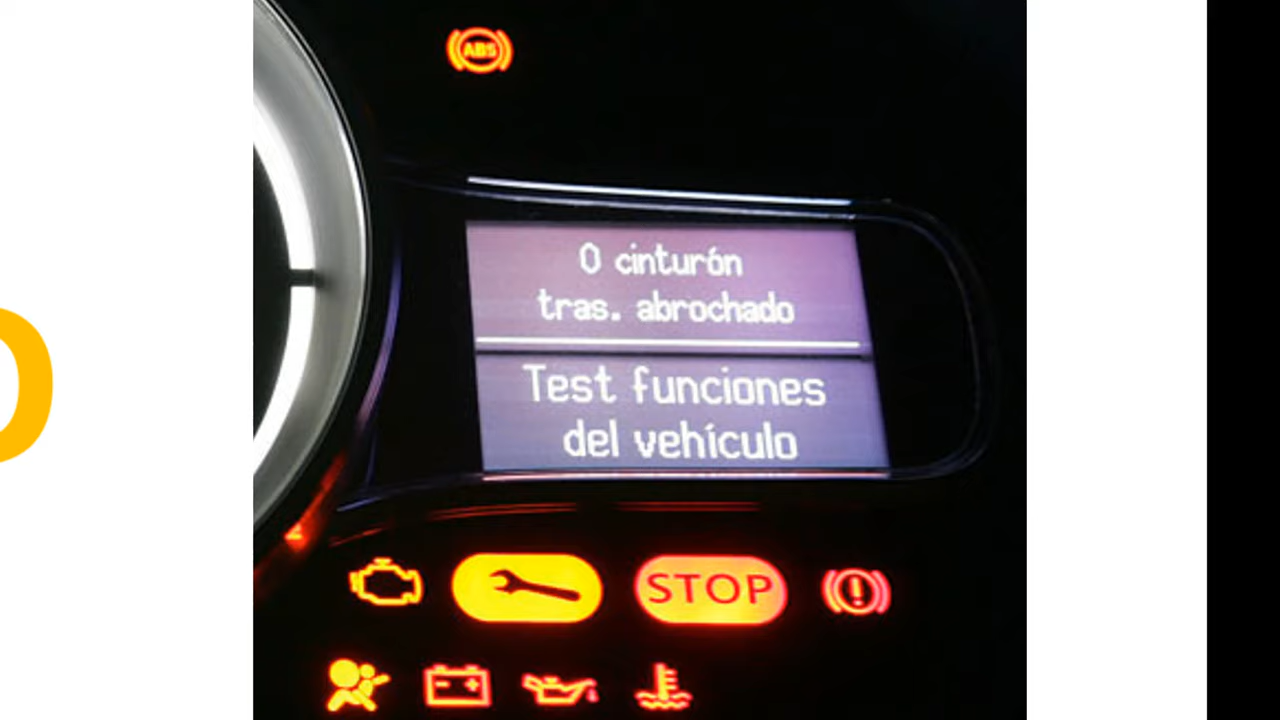 ABS
0 cinturón
tras. abrochado
Test funciones
del vehículo
STOP